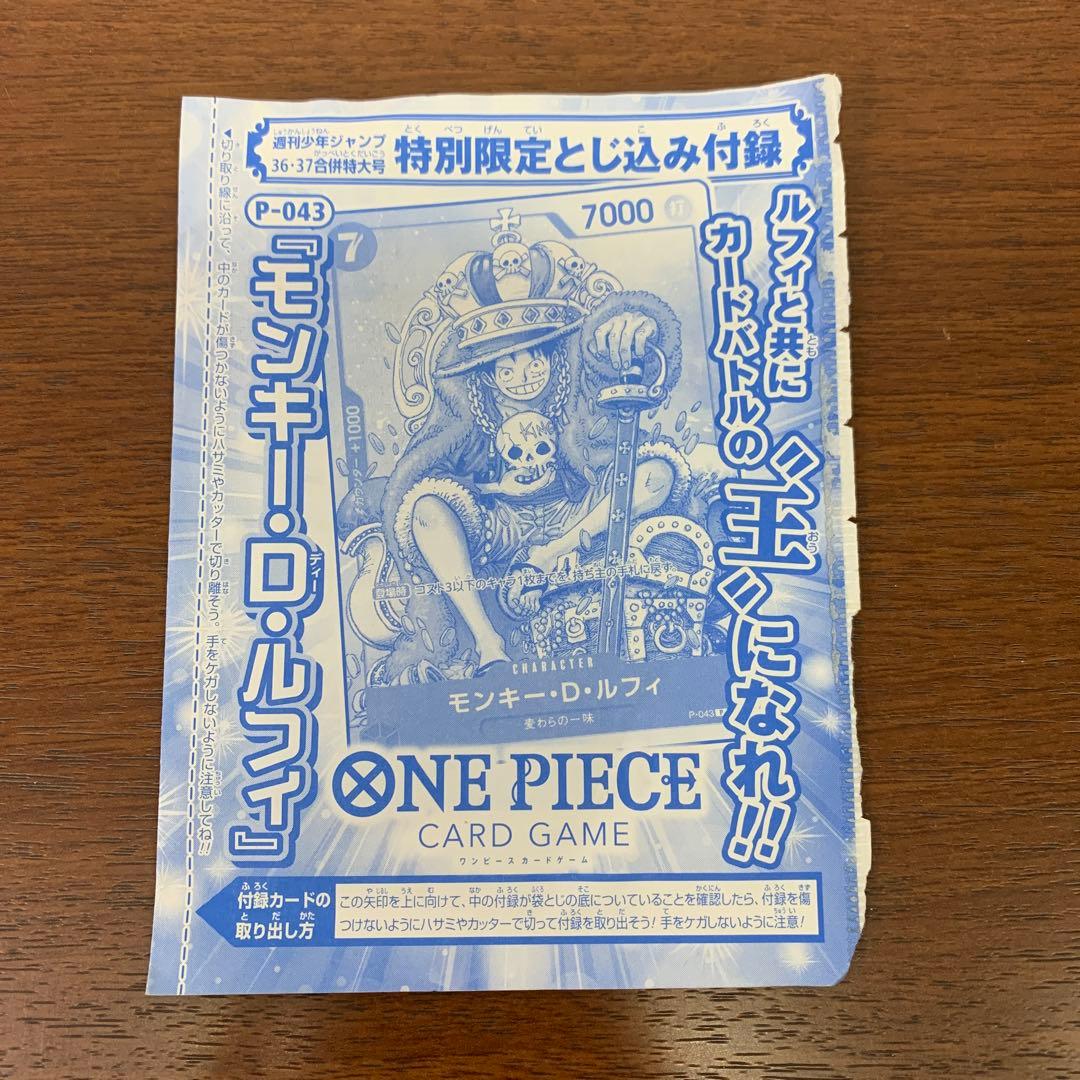 週刊少年ジャンプ
36・37合併特大号
特別限定とじ込み付録
P-043
『モンキー・D・ルフィ』
ルフィと共に
カードバトルの
〝王〟になれ!!
7
7000 打
カウンター +1000
KING
登場時 コスト3以下のキャラ1枚までを、持ち主の手札に戻す。
CHARACTER
モンキー・D・ルフィ
麦わらの一味
P-043 P
ONE PIECE
CARD GAME
ワンピースカードゲーム
◀切り取り線に沿って、中のカードが傷つかないようにハサミやカッターで切り離そう。手をケガしないように注意してね!!
付録カードの
取り出し方
この矢印を上に向けて、中の付録が袋とじの底についていることを確認したら、付録を傷
つけないようにハサミやカッターで切って付録を取り出そう!手をケガしないように注意!